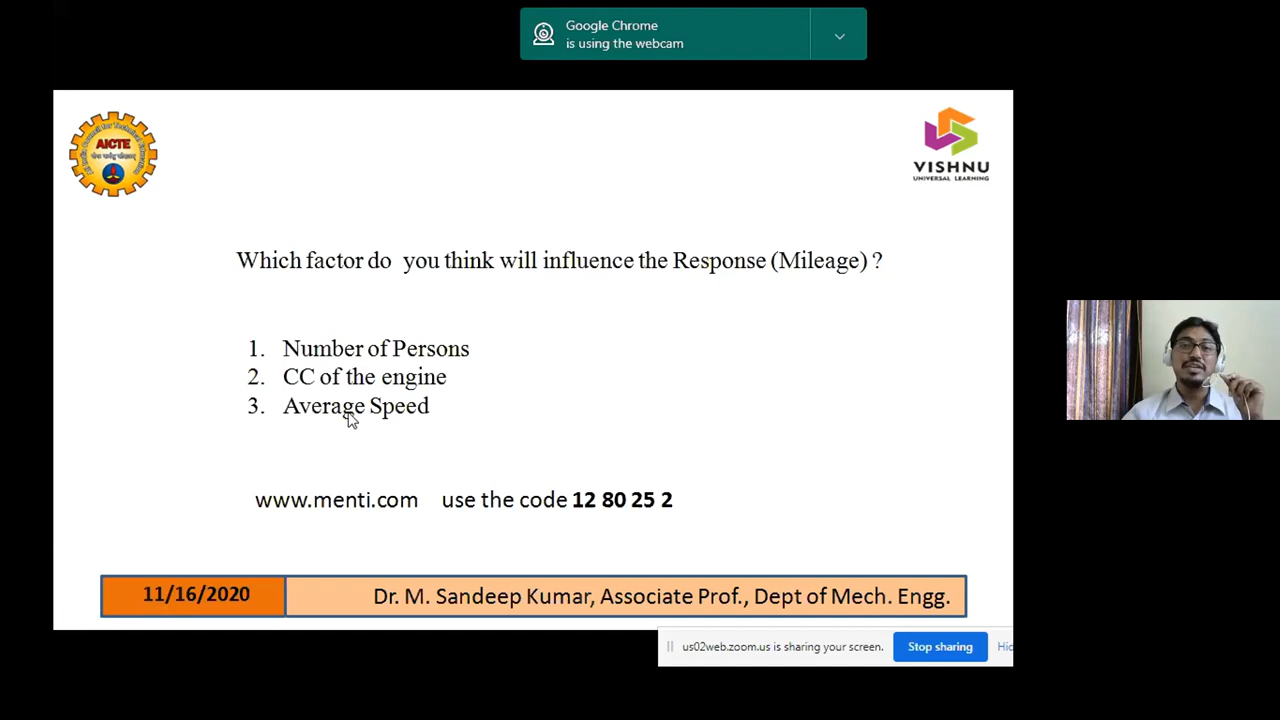 Google Chrome
is using the webcam
AICTE
VISHNU
UNIVERSAL LEARNING
Which factor do you think will influence the Response (Mileage) ?
1. Number of Persons
2. CC of the engine
3. Average Speed
www.menti.com use the code 12 80 25 2
11/16/2020
Dr. M. Sandeep Kumar, Associate Prof., Dept of Mech. Engg.
us02web.zoom.us is sharing your screen.
Stop sharing